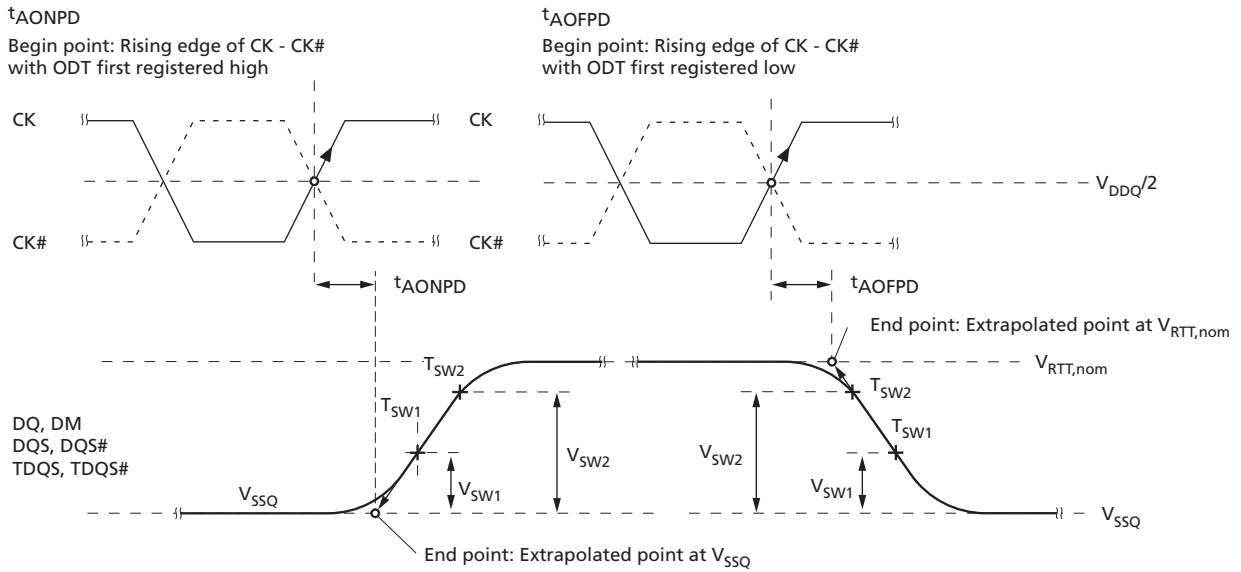 tAONPD
Begin point: Rising edge of CK - CK#
with ODT first registered high
tAOFPD
Begin point: Rising edge of CK - CK#
with ODT first registered low
CK
CK
VDDQ/2
CK#
CK#
tAONPD
tAOFPD
End point: Extrapolated point at VRTT,nom
TSW2
VRTT,nom
TSW2
TSW1
TSW1
DQ, DM
DQS, DQS#
TDQS, TDQS#
VSW2
VSW2
VSSQ
VSW1
VSW1
VSSQ
End point: Extrapolated point at VSSQ